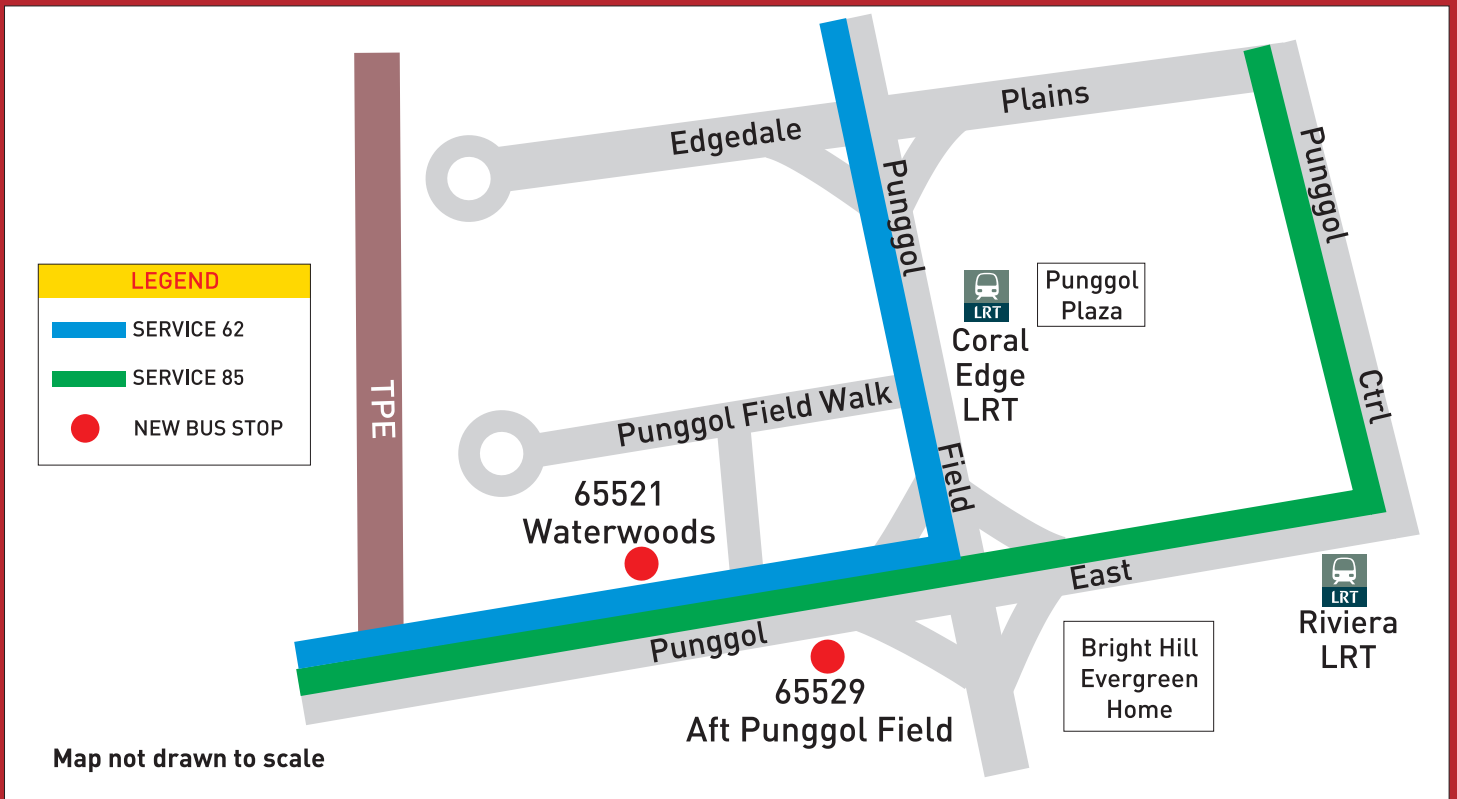 Edgedale
Plains
Punggol
Field
Punggol
Ctrl
LEGEND
SERVICE 62
SERVICE 85
NEW BUS STOP
TPE
LRT
Coral
Edge
LRT
Punggol
Plaza
Punggol Field Walk
65521
Waterwoods
Punggol
East
65529
Aft Punggol Field
Bright Hill
Evergreen
Home
LRT
Riviera
LRT
Map not drawn to scale